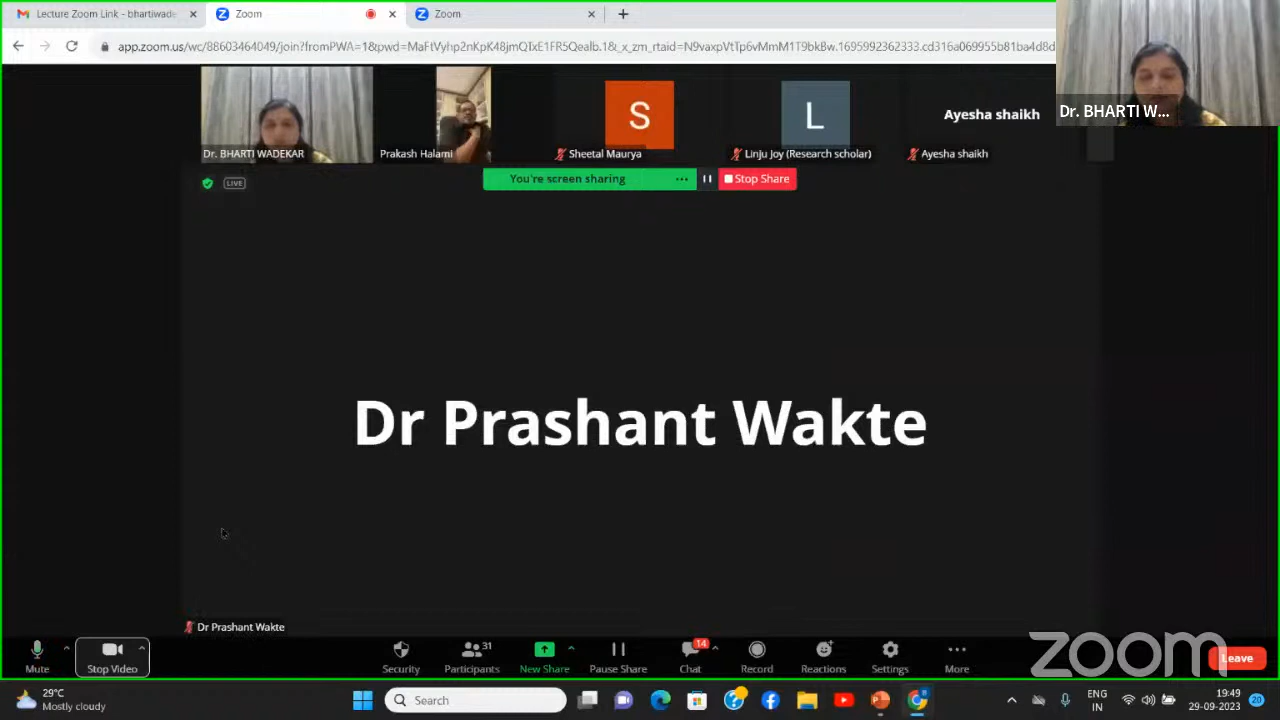 Lecture Zoom Link - bhartiwade
Zoom
Zoom
app.zoom.us/wc/88603464049/join?fromPWA=1&pwd=MaFtVyhp2nKpK48jmQTxE1FR5Qealb.1&_x_zm_rtaid=N9vaxpVtTp6vMmM1T9bkBw.1695992362333.cd316a069955b81ba4d8d
Dr. BHARTI W...
S
L
Ayesha shaikh
Dr. BHARTI WADEKAR
Prakash Halami
Sheetal Maurya
Linju Joy (Research scholar)
Ayesha shaikh
LIVE
You're screen sharing
Stop Share
Dr Prashant Wakte
Dr Prashant Wakte
31
14
Mute
Stop Video
Security
Participants
New Share
Pause Share
Chat
Record
Reactions
Settings
More
zoom
Leave
29°C
Mostly cloudy
Search
ENG
IN
19:49
29-09-2023
20